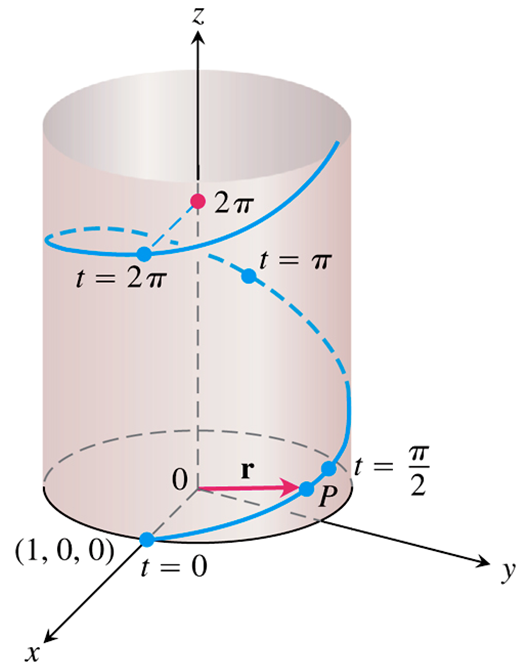 z
2π
t = π
t = 2π
0
r
t = π/2
P
(1, 0, 0)
t = 0
y
x